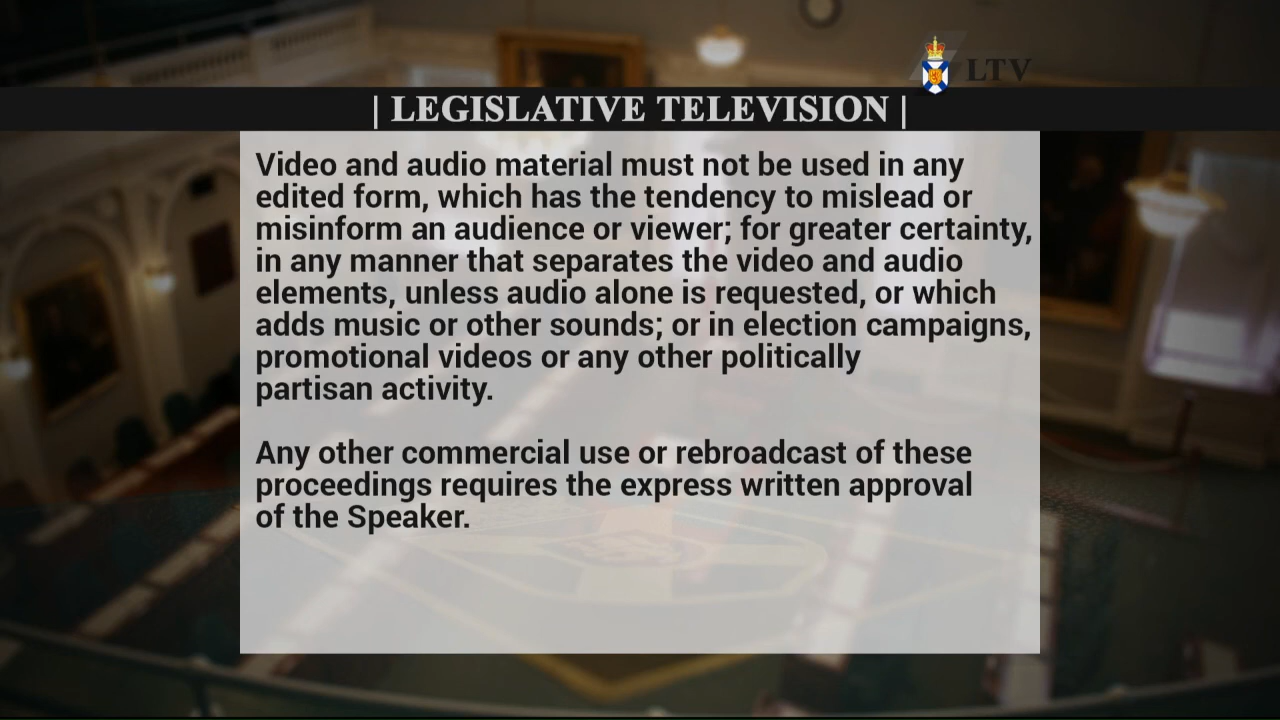 LTV
| LEGISLATIVE TELEVISION |
Video and audio material must not be used in any
edited form, which has the tendency to mislead or
misinform an audience or viewer; for greater certainty,
in any manner that separates the video and audio
elements, unless audio alone is requested, or which
adds music or other sounds; or in election campaigns,
promotional videos or any other politically
partisan activity.
Any other commercial use or rebroadcast of these
proceedings requires the express written approval
of the Speaker.